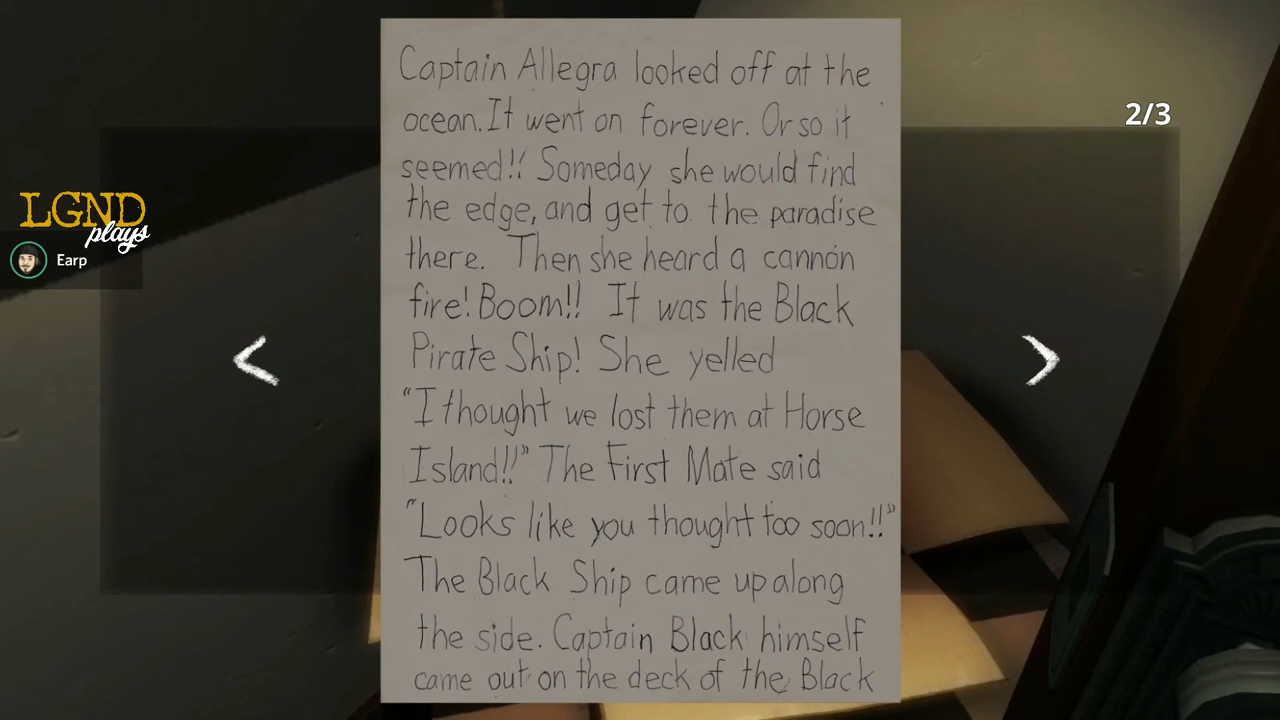 Captain Allegra looked off at the
ocean. It went on forever. Or so it
seemed!! Someday she would find
the edge, and get to the paradise
there. Then she heard a cannon
fire! Boom!! It was the Black
Pirate Ship! She yelled
"I thought we lost them at Horse
Island!!" The First Mate said
"Looks like you thought too soon!!"
The Black Ship came up along
the side. Captain Black himself
came out on the deck of the Black
2/3
LGND
plays
Earp